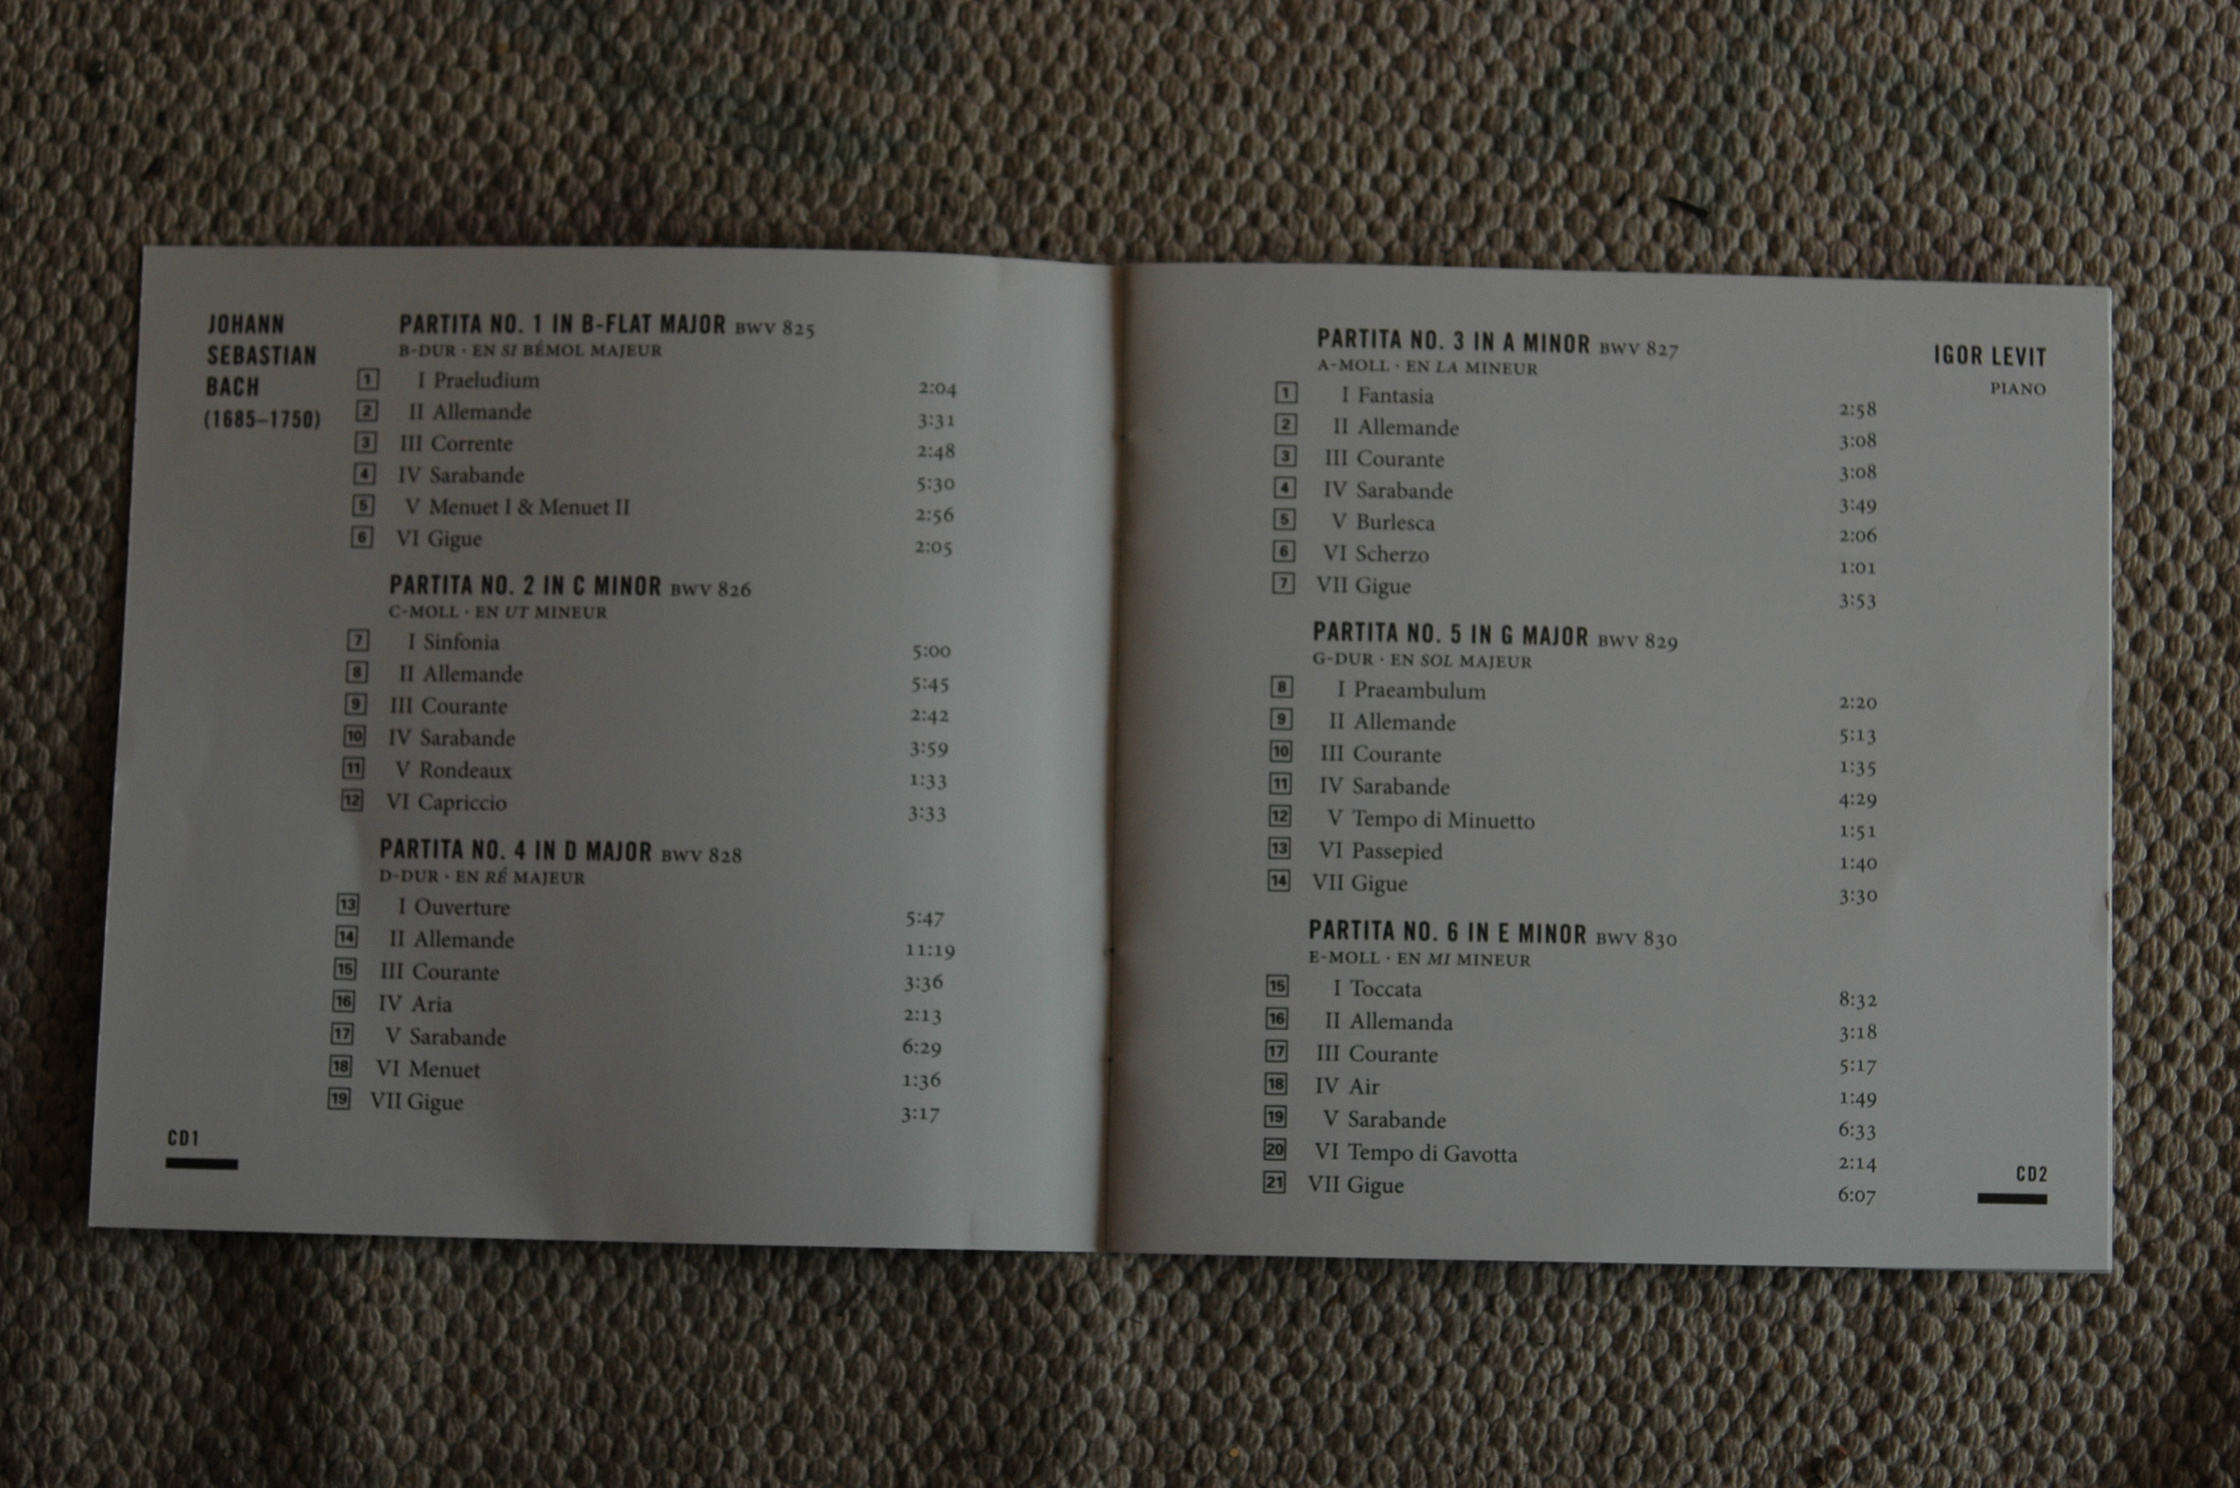 JOHANN
SEBASTIAN
BACH
(1685–1750)
PARTITA NO. 1 IN B-FLAT MAJOR BWV 825
B-DUR · EN SI BÉMOL MAJEUR
1 I Praeludium 2:04
2 II Allemande 3:31
3 III Corrente 2:48
4 IV Sarabande 5:30
5 V Menuet I & Menuet II 2:56
6 VI Gigue 2:05
PARTITA NO. 2 IN C MINOR BWV 826
C-MOLL · EN UT MINEUR
7 I Sinfonia 5:00
8 II Allemande 5:45
9 III Courante 2:42
10 IV Sarabande 3:59
11 V Rondeaux 1:33
12 VI Capriccio 3:33
PARTITA NO. 4 IN D MAJOR BWV 828
D-DUR · EN RÉ MAJEUR
13 I Ouverture 5:47
14 II Allemande 11:19
15 III Courante 3:36
16 IV Aria 2:13
17 V Sarabande 6:29
18 VI Menuet 1:36
19 VII Gigue 3:17
CD1
IGOR LEVIT
PIANO
PARTITA NO. 3 IN A MINOR BWV 827
A-MOLL · EN LA MINEUR
1 I Fantasia 2:58
2 II Allemande 3:08
3 III Courante 3:08
4 IV Sarabande 3:49
5 V Burlesca 2:06
6 VI Scherzo 1:01
7 VII Gigue 3:53
PARTITA NO. 5 IN G MAJOR BWV 829
G-DUR · EN SOL MAJEUR
8 I Praeambulum 2:20
9 II Allemande 5:13
10 III Courante 1:35
11 IV Sarabande 4:29
12 V Tempo di Minuetto 1:51
13 VI Passepied 1:40
14 VII Gigue 3:30
PARTITA NO. 6 IN E MINOR BWV 830
E-MOLL · EN MI MINEUR
15 I Toccata 8:32
16 II Allemanda 3:18
17 III Courante 5:17
18 IV Air 1:49
19 V Sarabande 6:33
20 VI Tempo di Gavotta 2:14
21 VII Gigue 6:07
CD2